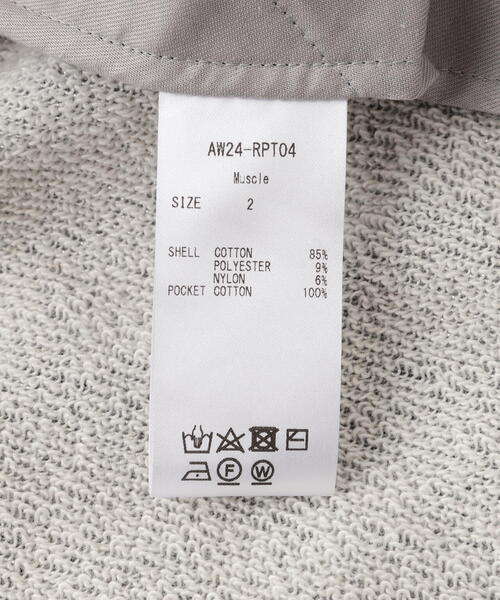 AW24-RPT04
Muscle
SIZE 2
SHELL COTTON 85%
POLYESTER 9%
NYLON 6%
POCKET COTTON 100%
F W